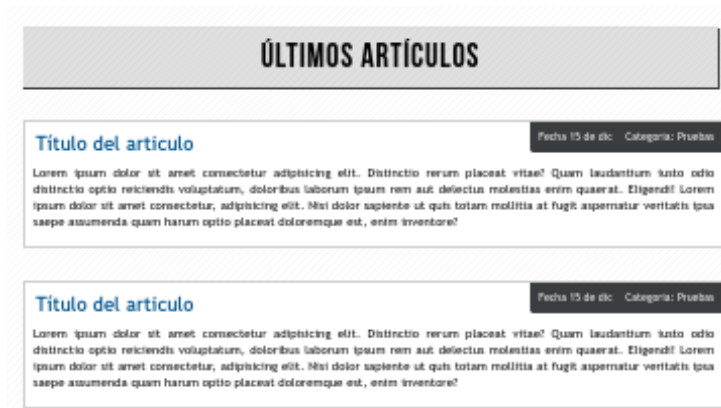 ÚLTIMOS ARTÍCULOS
Título del articulo
Fecha 15 de dic Categoria: Pruebas
Lorem ipsum dolor sit amet consectetur adipisicing elit. Distinctio rerum placeat vitae? Quam laudantium iusto odio
distinctio optio reiciendis voluptatum, doloribus laborum ipsum rem aut delectus molestias enim quaerat. Eligendi! Lorem
ipsum dolor sit amet consectetur, adipisicing elit. Nisi dolor sapiente ut quis totam mollitia at fugit aspernatur veritatis ipsa
saepe assumenda quam harum optio placeat doloremque est, enim inventore?
Título del articulo
Fecha 15 de dic Categoria: Pruebas
Lorem ipsum dolor sit amet consectetur adipisicing elit. Distinctio rerum placeat vitae? Quam laudantium iusto odio
distinctio optio reiciendis voluptatum, doloribus laborum ipsum rem aut delectus molestias enim quaerat. Eligendi! Lorem
ipsum dolor sit amet consectetur, adipisicing elit. Nisi dolor sapiente ut quis totam mollitia at fugit aspernatur veritatis ipsa
saepe assumenda quam harum optio placeat doloremque est, enim inventore?